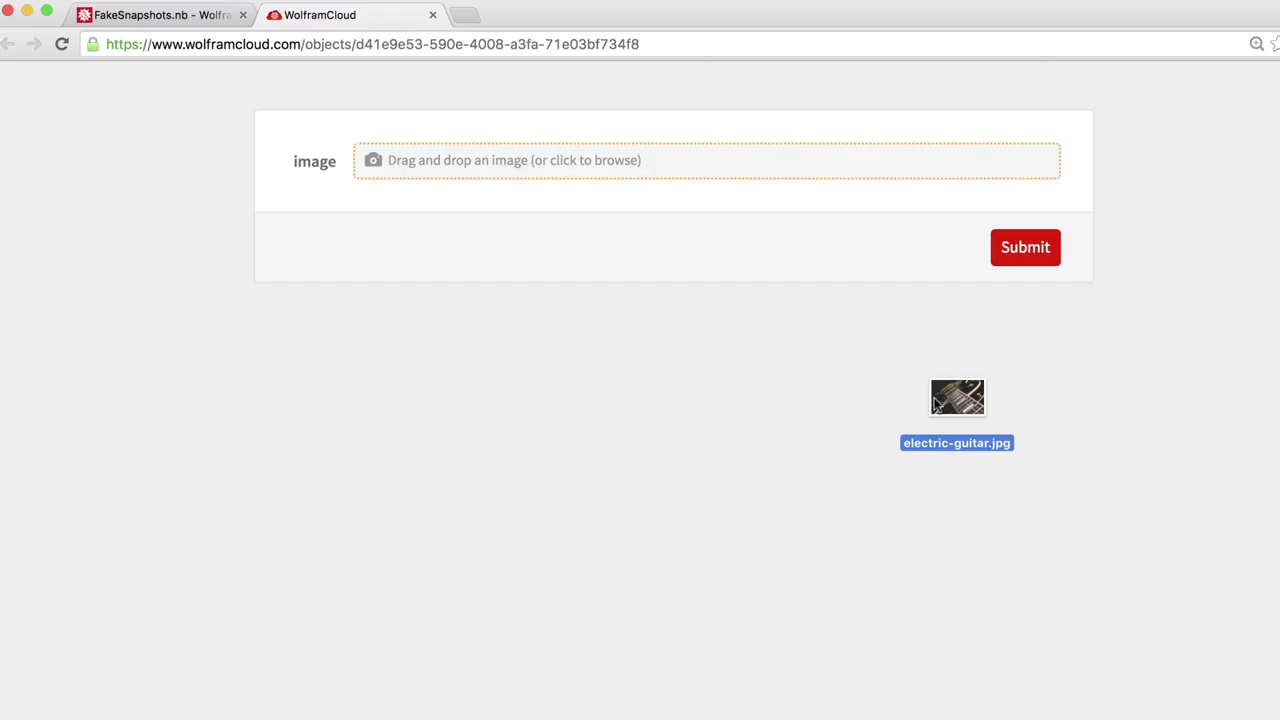 FakeSnapshots.nb - Wolfra
WolframCloud
https://www.wolframcloud.com/objects/d41e9e53-590e-4008-a3fa-71e03bf734f8
image
Drag and drop an image (or click to browse)
Submit
electric-guitar.jpg